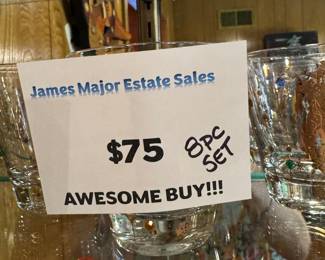 James Major Estate Sales
$75
8PC
SET
AWESOME BUY!!!